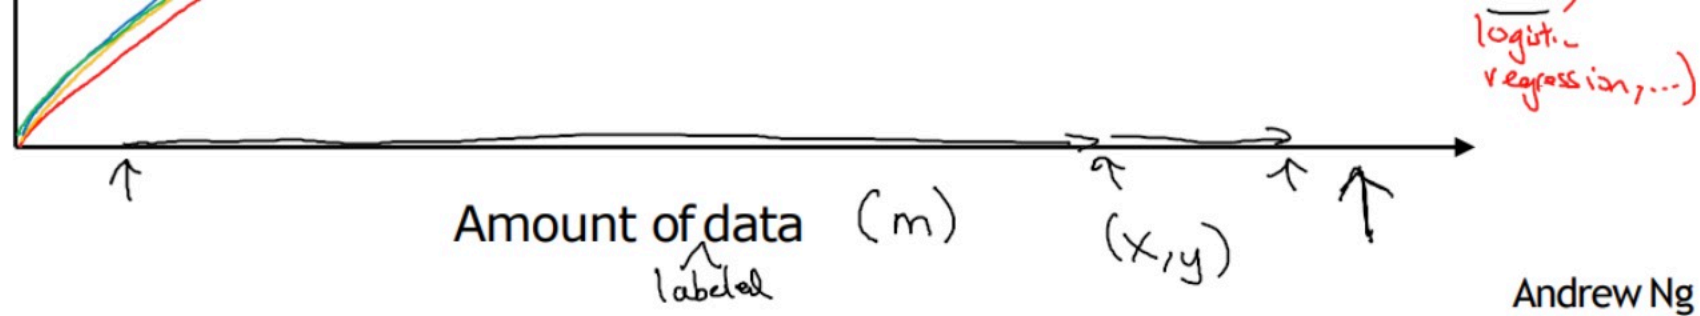 logistic
regression,...)
Amount of data (m)
labeled
(x,y)
Andrew Ng